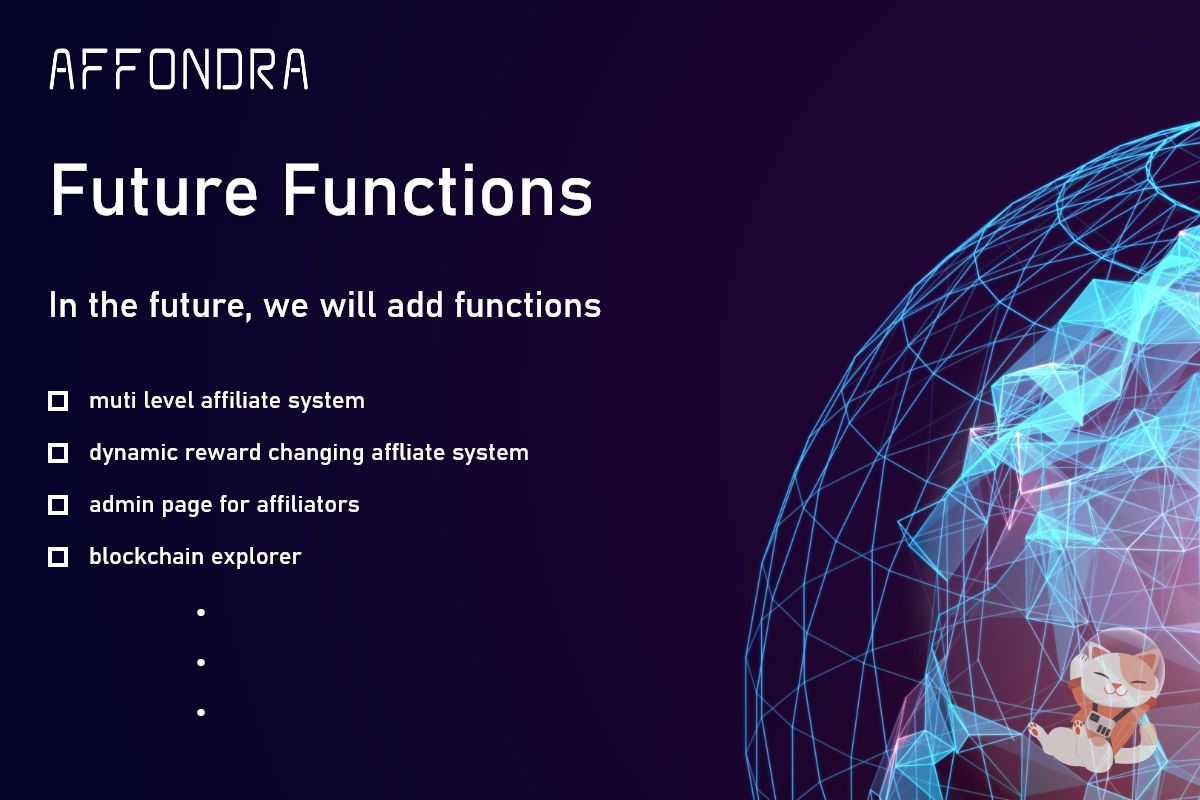 AFFONDRA
Future Functions
In the future, we will add functions
muti level affiliate system
dynamic reward changing affliate system
admin page for affiliators
blockchain explorer